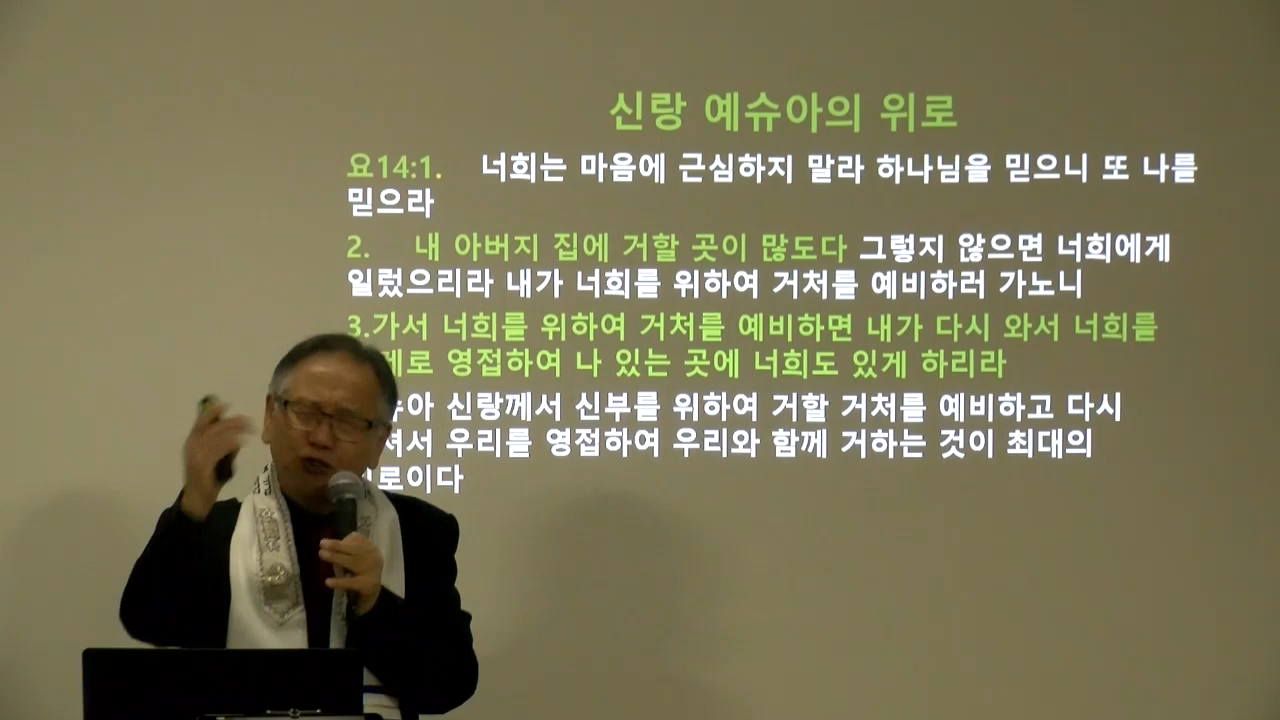 신랑 예슈아의 위로
요14:1. 너희는 마음에 근심하지 말라 하나님을 믿으니 또 나를
믿으라
2. 내 아버지 집에 거할 곳이 많도다 그렇지 않으면 너희에게
일렀으리라 내가 너희를 위하여 거처를 예비하러 가노니
3.가서 너희를 위하여 거처를 예비하면 내가 다시 와서 너희를
영접하여 나 있는 곳에 너희도 있게 하리라
신랑께서 신부를 위하여 거할 거처를 예비하고 다시
우리를 영접하여 우리와 함께 거하는 것이 최대의